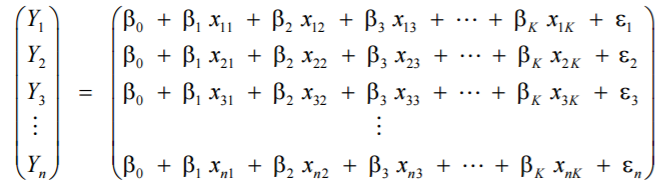 Y₁ β₀ + β₁ x₁₁ + β₂ x₁₂ + β₃ x₁₃ + ⋯ + β_K x₁K + ε₁
Y₂ β₀ + β₁ x₂₁ + β₂ x₂₂ + β₃ x₂₃ + ⋯ + β_K x₂K + ε₂
Y₃ = β₀ + β₁ x₃₁ + β₂ x₃₂ + β₃ x₃₃ + ⋯ + β_K x₃K + ε₃
⋮ ⋮
Yₙ β₀ + β₁ xₙ₁ + β₂ xₙ₂ + β₃ xₙ₃ + ⋯ + β_K xₙK + εₙ